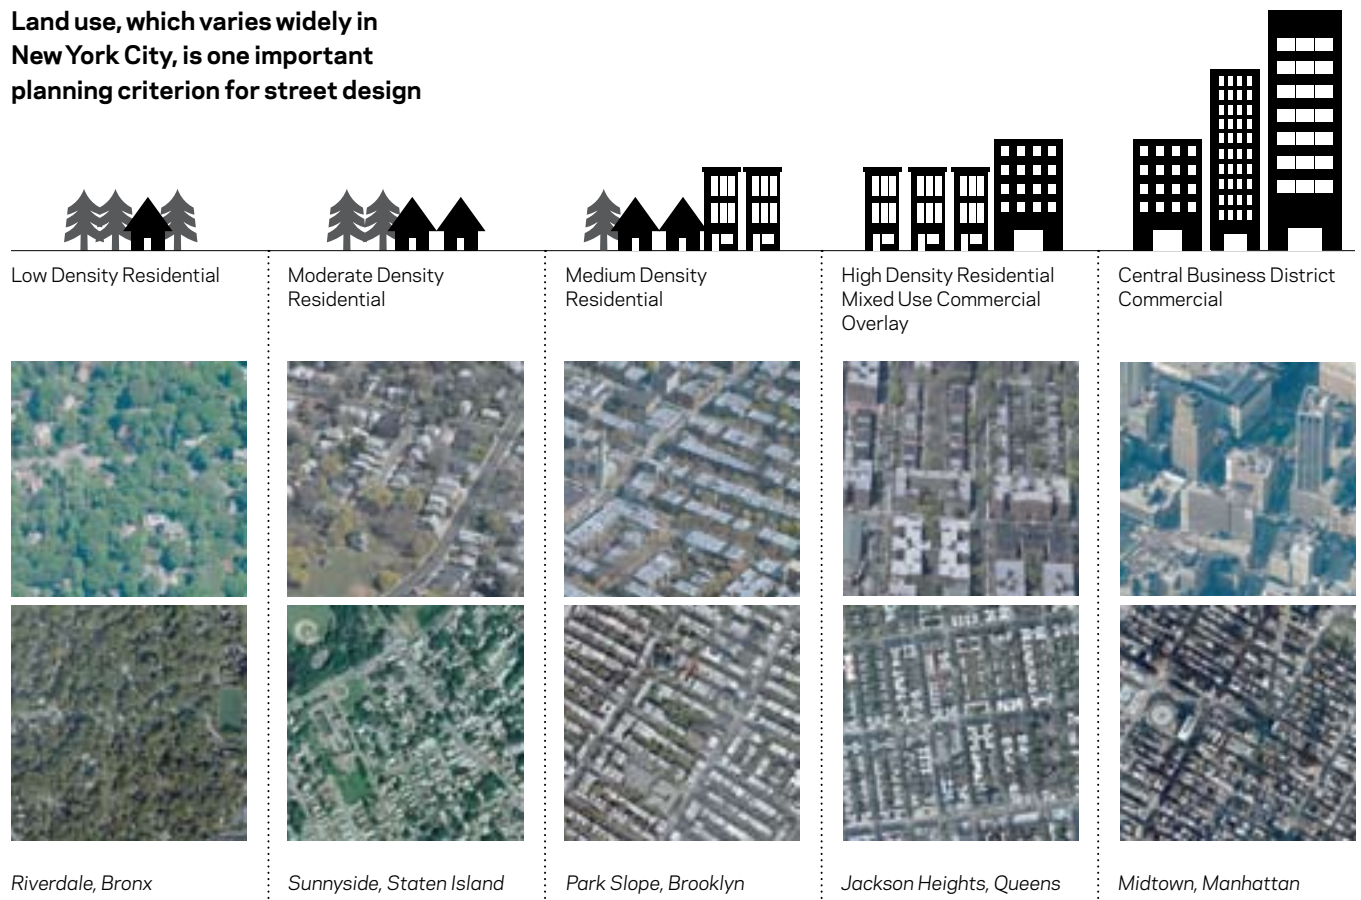 Land use, which varies widely in
New York City, is one important
planning criterion for street design
Low Density Residential
Moderate Density
Residential
Medium Density
Residential
High Density Residential
Mixed Use Commercial
Overlay
Central Business District
Commercial
Riverdale, Bronx
Sunnyside, Staten Island
Park Slope, Brooklyn
Jackson Heights, Queens
Midtown, Manhattan